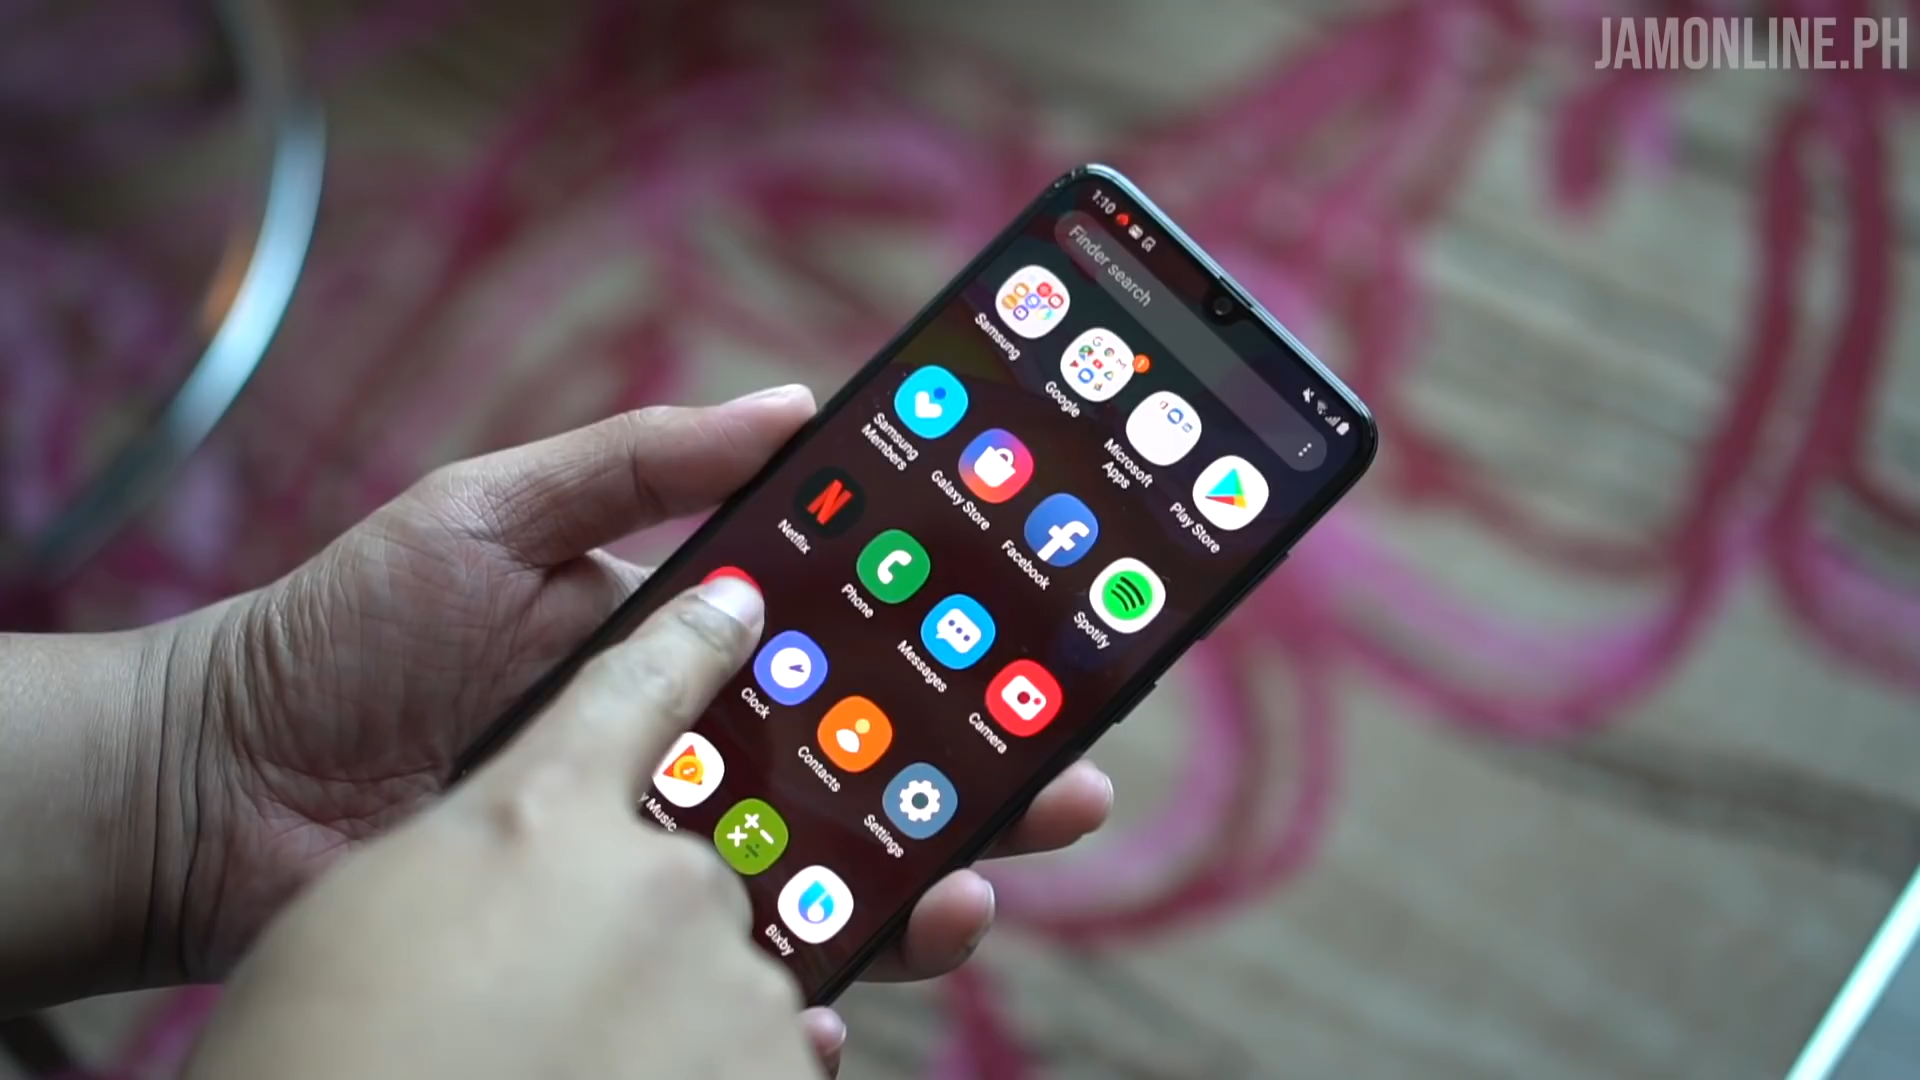 JAMONLINE.PH
1:10
Finder search
Samsung
Google
Microsoft
Apps
Play Store
Samsung
Members
Galaxy Store
Facebook
Spotify
Netflix
Phone
Messages
Camera
Clock
Contacts
Settings
y Music
Bixby